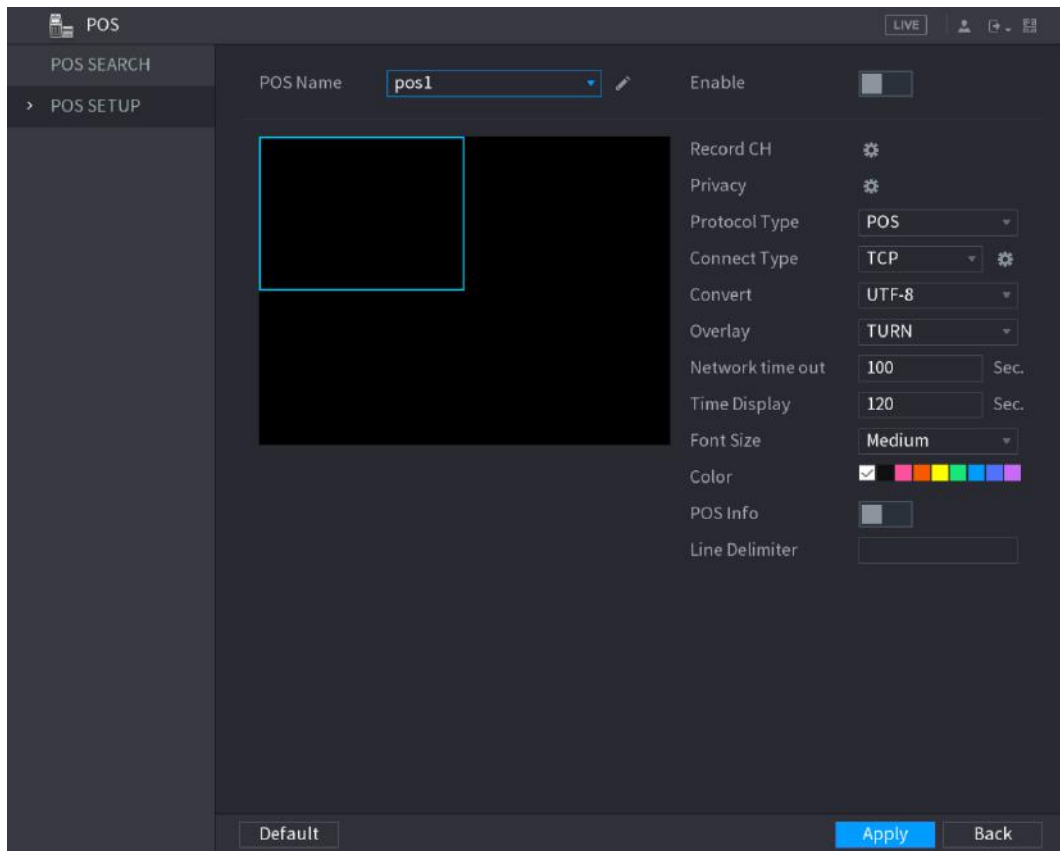 POS
LIVE
POS SEARCH
> POS SETUP
POS Name pos1 Enable
Record CH
Privacy
Protocol Type POS
Connect Type TCP
Convert UTF-8
Overlay TURN
Network time out 100 Sec.
Time Display 120 Sec.
Font Size Medium
Color
POS Info
Line Delimiter
Default Apply Back